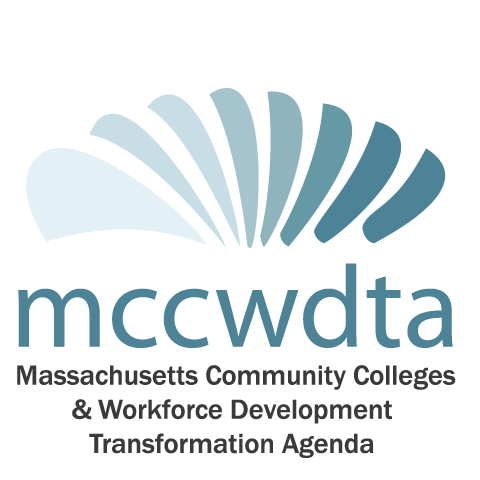 mccwdta
Massachusetts Community Colleges
& Workforce Development
Transformation Agenda